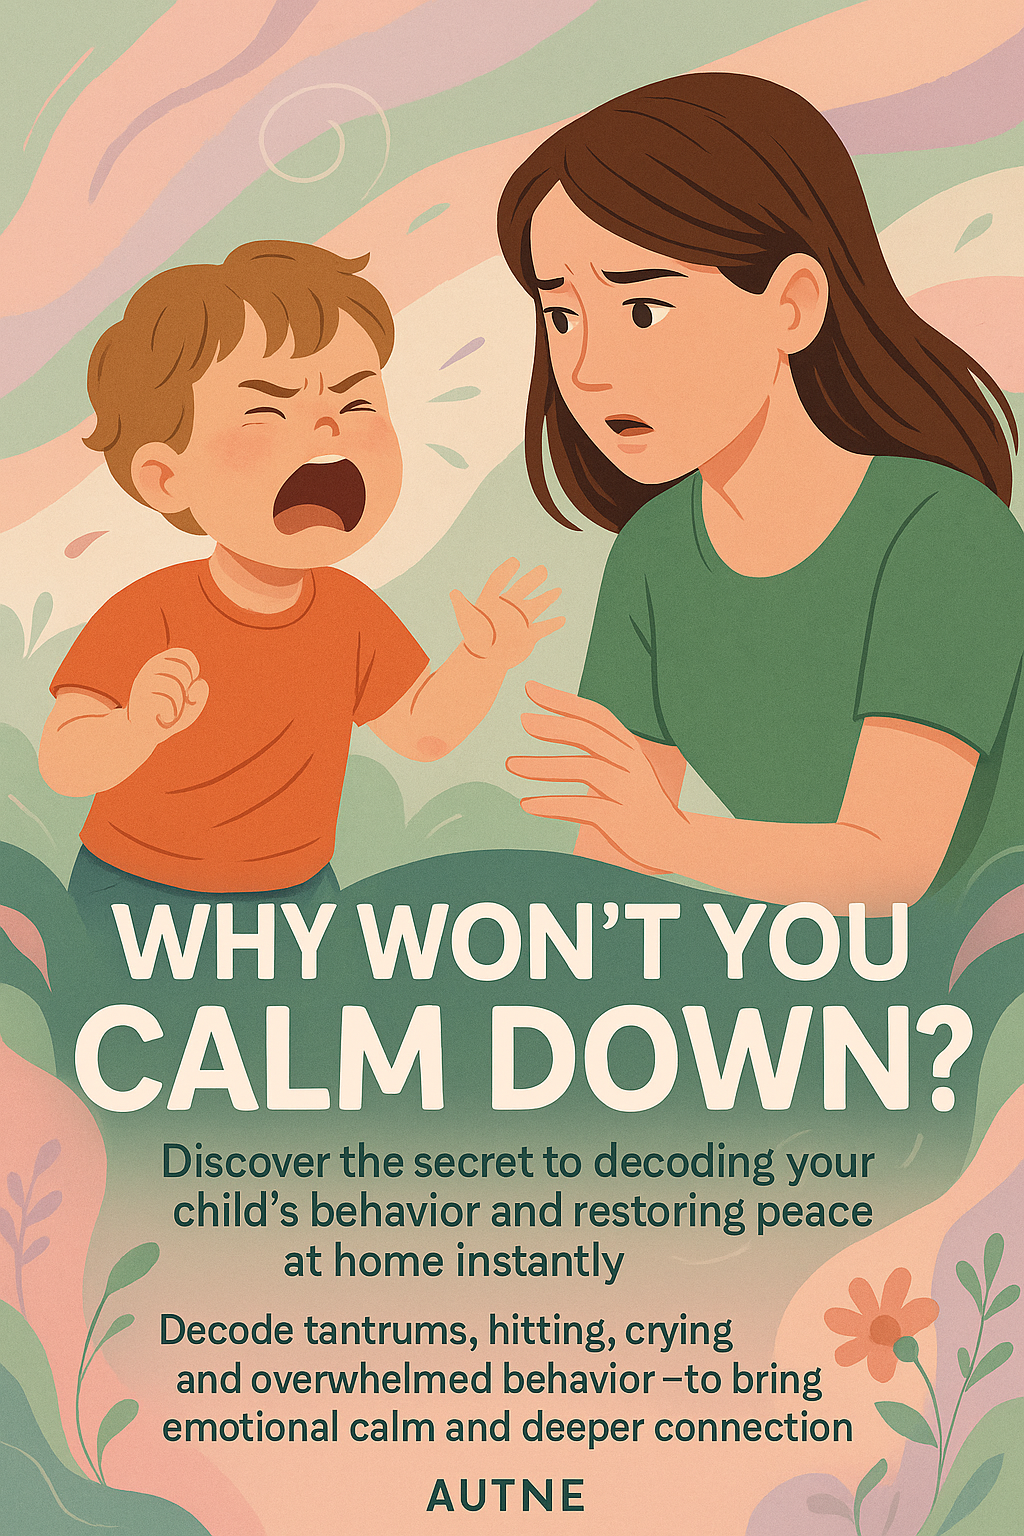 WHY WON’T YOU
CALM DOWN?
Discover the secret to decoding your
child’s behavior and restoring peace
at home instantly
Decode tantrums, hitting, crying
and overwhelmed behavior –to bring
emotional calm and deeper connection
AUTNE